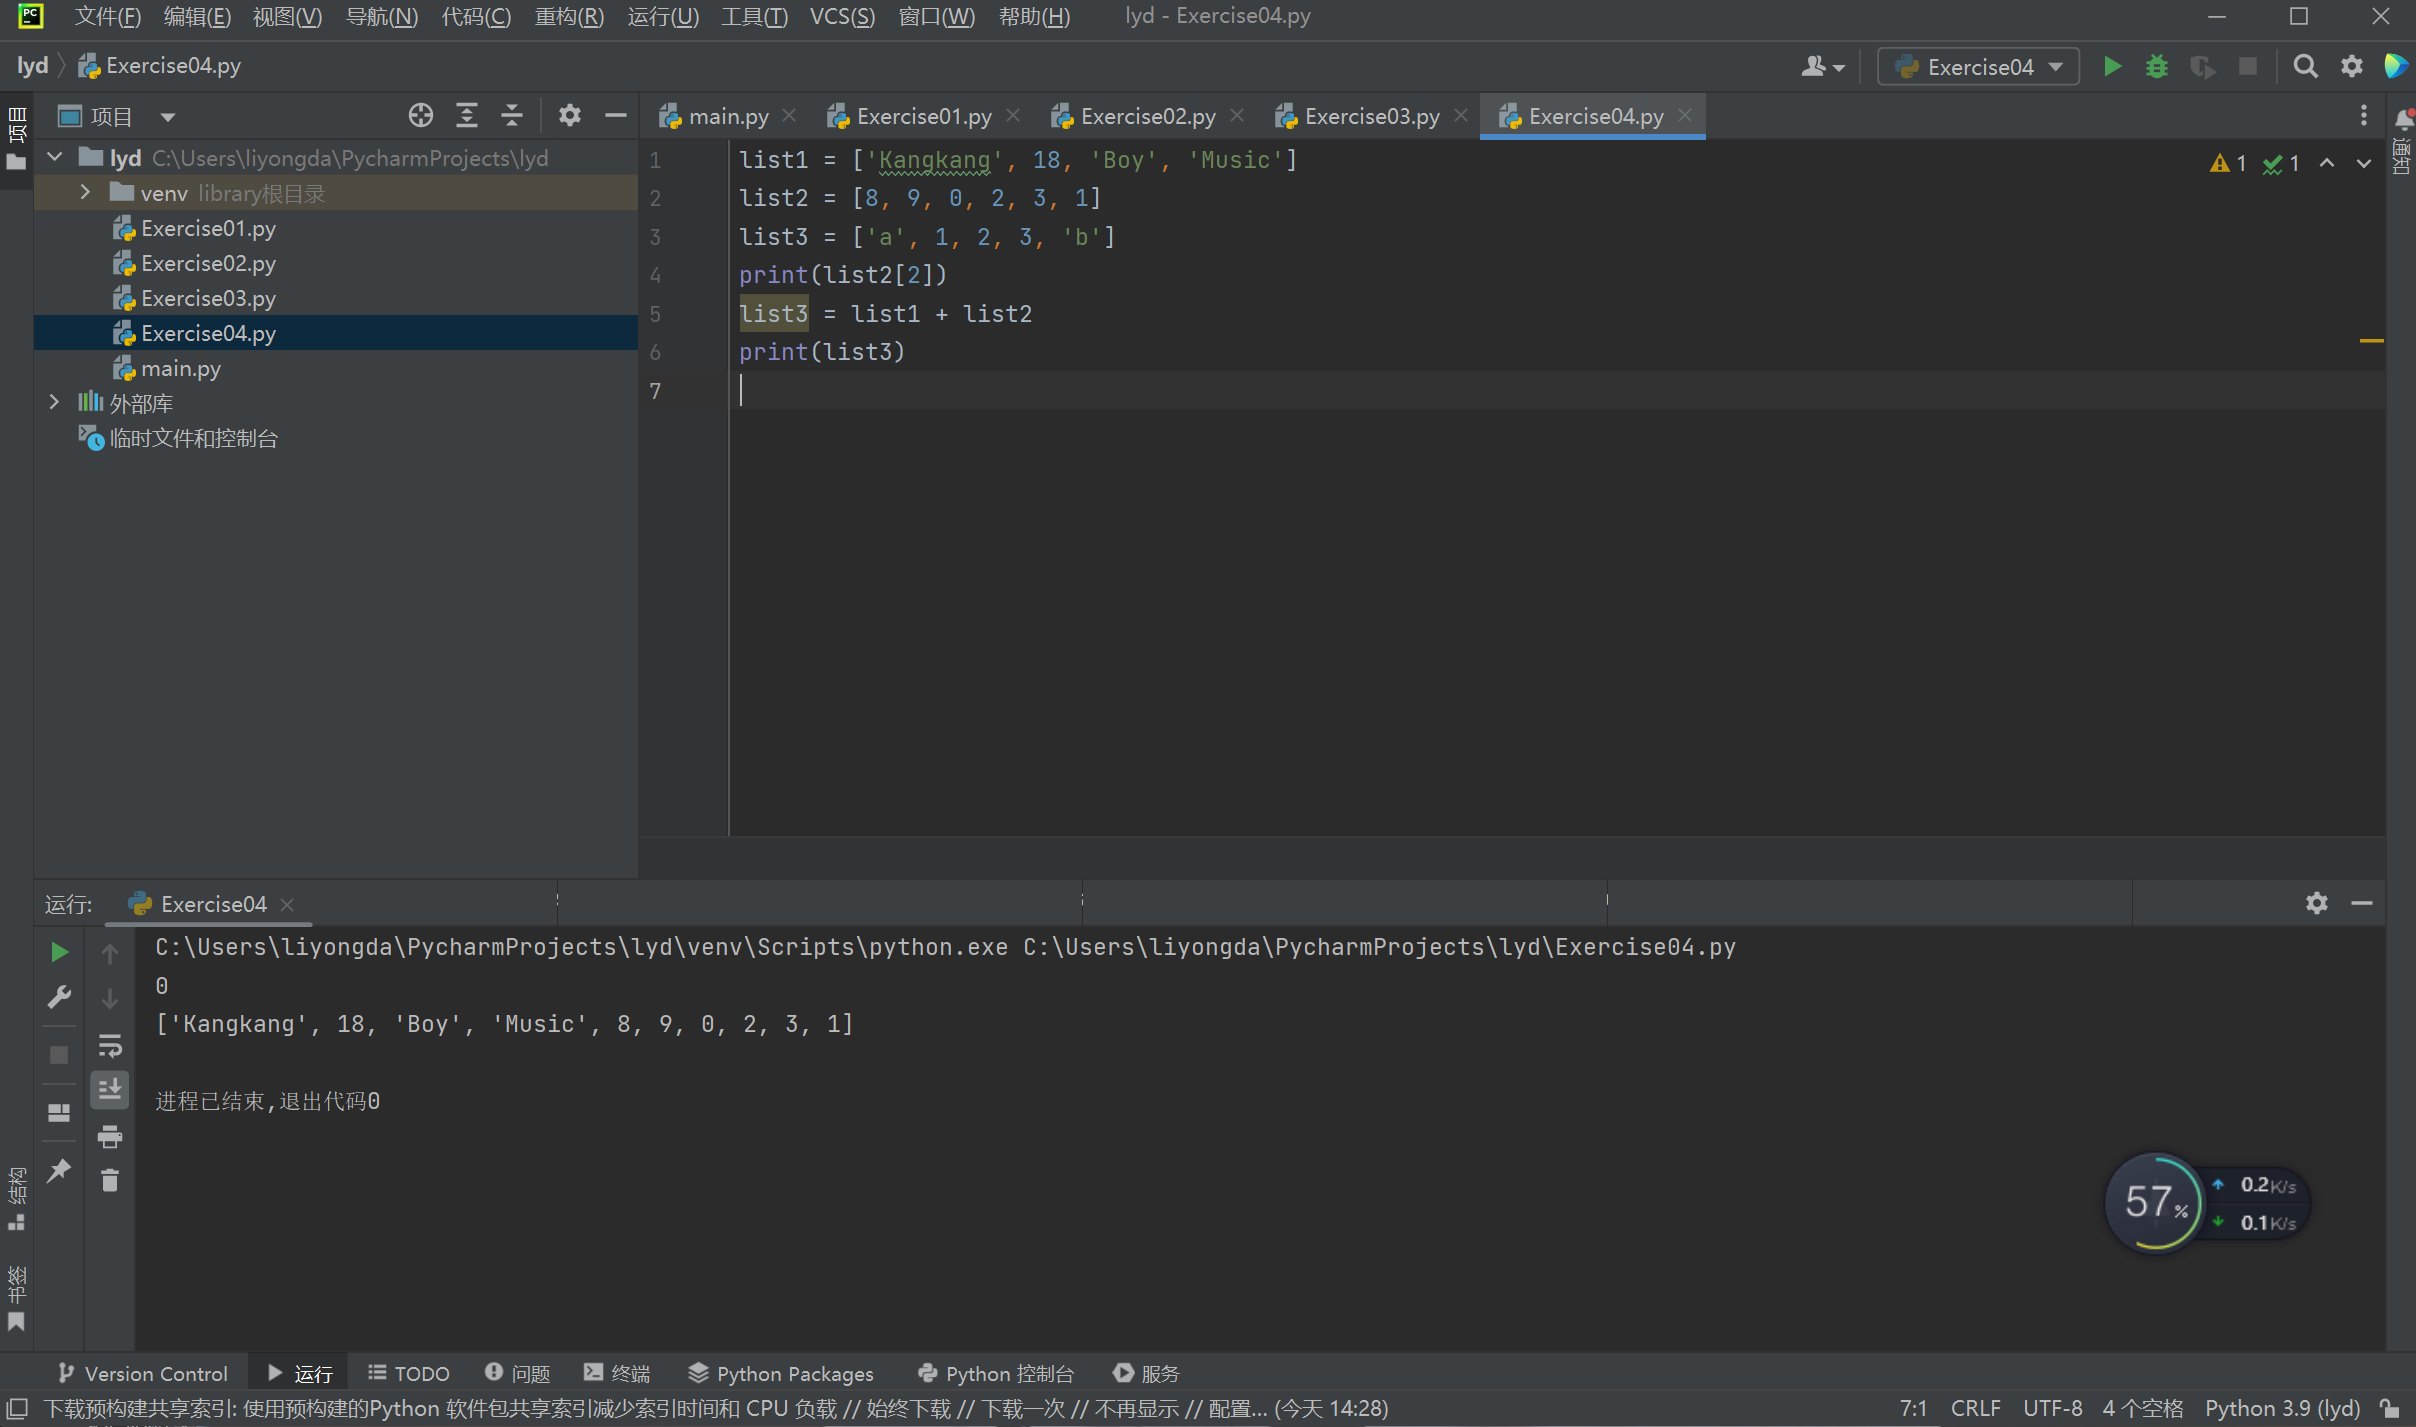 PC 文件(F) 编辑(E) 视图(V) 导航(N) 代码(C) 重构(R) 运行(U) 工具(T) VCS(S) 窗口(W) 帮助(H) lyd - Exercise04.py
lyd Exercise04.py Exercise04
项目 main.py Exercise01.py Exercise02.py Exercise03.py Exercise04.py
项目
通知
lyd C:\Users\liyongda\PycharmProjects\lyd
venv library根目录
Exercise01.py
Exercise02.py
Exercise03.py
Exercise04.py
main.py
外部库
临时文件和控制台
1 list1 = ['Kangkang', 18, 'Boy', 'Music']
2 list2 = [8, 9, 0, 2, 3, 1]
3 list3 = ['a', 1, 2, 3, 'b']
4 print(list2[2])
5 list3 = list1 + list2
6 print(list3)
7
1 1
运行: Exercise04
C:\Users\liyongda\PycharmProjects\lyd\venv\Scripts\python.exe C:\Users\liyongda\PycharmProjects\lyd\Exercise04.py
0
['Kangkang', 18, 'Boy', 'Music', 8, 9, 0, 2, 3, 1]
进程已结束,退出代码0
57%
0.2K/s
0.1K/s
结构
书签
Version Control 运行 TODO 问题 终端 Python Packages Python 控制台 服务
下载预构建共享索引: 使用预构建的Python 软件包共享索引减少索引时间和 CPU 负载 // 始终下载 // 下载一次 // 不再显示 // 配置... (今天 14:28) 7:1 CRLF UTF-8 4 个空格 Python 3.9 (lyd)